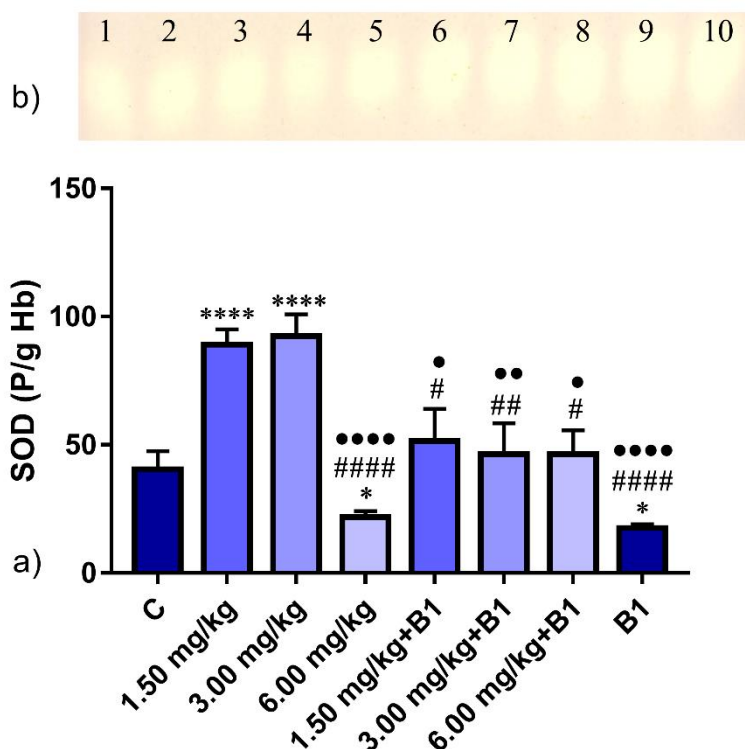 1 2 3 4 5 6 7 8 9 10
b)
150
100
50
0
SOD (P/g Hb)
**** ****
•
#
••
##
•
#
••••
####
*
••••
####
*
a)
C
1.50 mg/kg
3.00 mg/kg
6.00 mg/kg
1.50 mg/kg+B1
3.00 mg/kg+B1
6.00 mg/kg+B1
B1